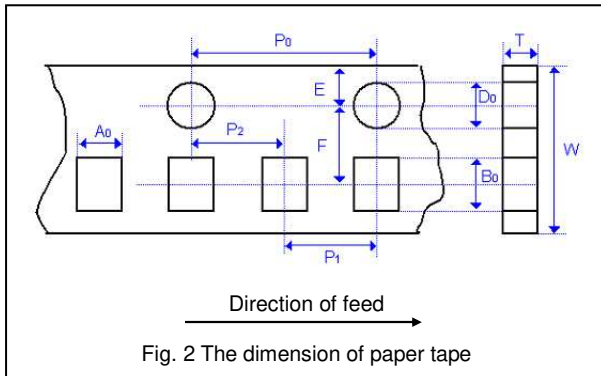 P0
T
E
D0
A0
P2
F
W
B0
P1
Direction of feed
Fig. 2 The dimension of paper tape